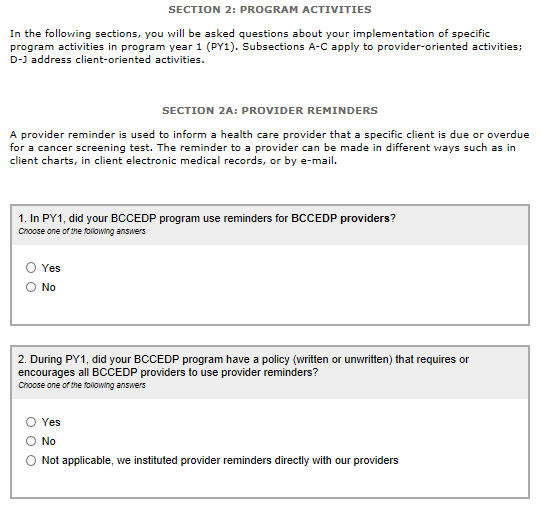 SECTION 2: PROGRAM ACTIVITIES
In the following sections, you will be asked questions about your implementation of specific
program activities in program year 1 (PY1). Subsections A-C apply to provider-oriented activities;
D-J address client-oriented activities.
SECTION 2A: PROVIDER REMINDERS
A provider reminder is used to inform a health care provider that a specific client is due or overdue
for a cancer screening test. The reminder to a provider can be made in different ways such as in
client charts, in client electronic medical records, or by e-mail.
1. In PY1, did your BCCEDP program use reminders for BCCEDP providers?
Choose one of the following answers
Yes
No
2. During PY1, did your BCCEDP program have a policy (written or unwritten) that requires or
encourages all BCCEDP providers to use provider reminders?
Choose one of the following answers
Yes
No
Not applicable, we instituted provider reminders directly with our providers